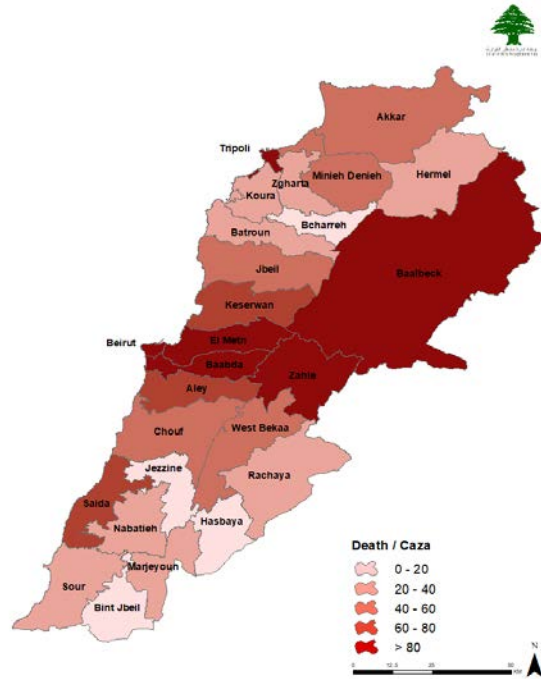 Akkar
Tripoli
Hermel
Minieh Denieh
Zgharta
Koura
Bcharreh
Batroun
Baalbeck
Jbeil
Keserwan
El Metn
Beirut
Baabda
Zahle
Aley
West Bekaa
Chouf
Jezzine
Rachaya
Saida
Hasbaya
Nabatieh
Marjeyoun
Sour
Bint Jbeil
Death / Caza
0 - 20
20 - 40
40 - 60
60 - 80
> 80
N
0 12.5 25 50
KM